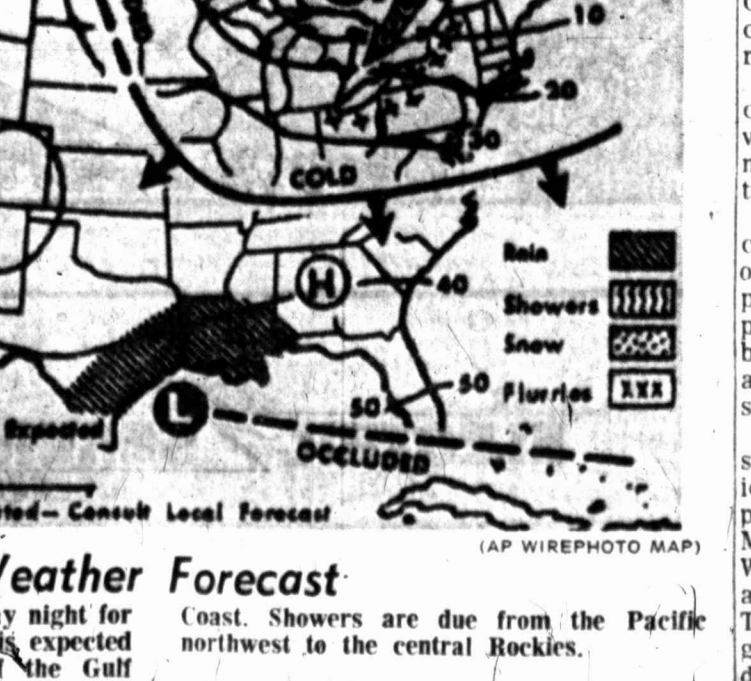 10
20
30
COLD
Rain
H
40
Showers
Snow
50
50
Flurries
L
Expected
OCCLUDED
Consult Local Forecast
(AP WIREPHOTO MAP)
Weather Forecast
night for
Coast. Showers are due from the Pacific
is expected
northwest to the central Rockies.
the Gulf